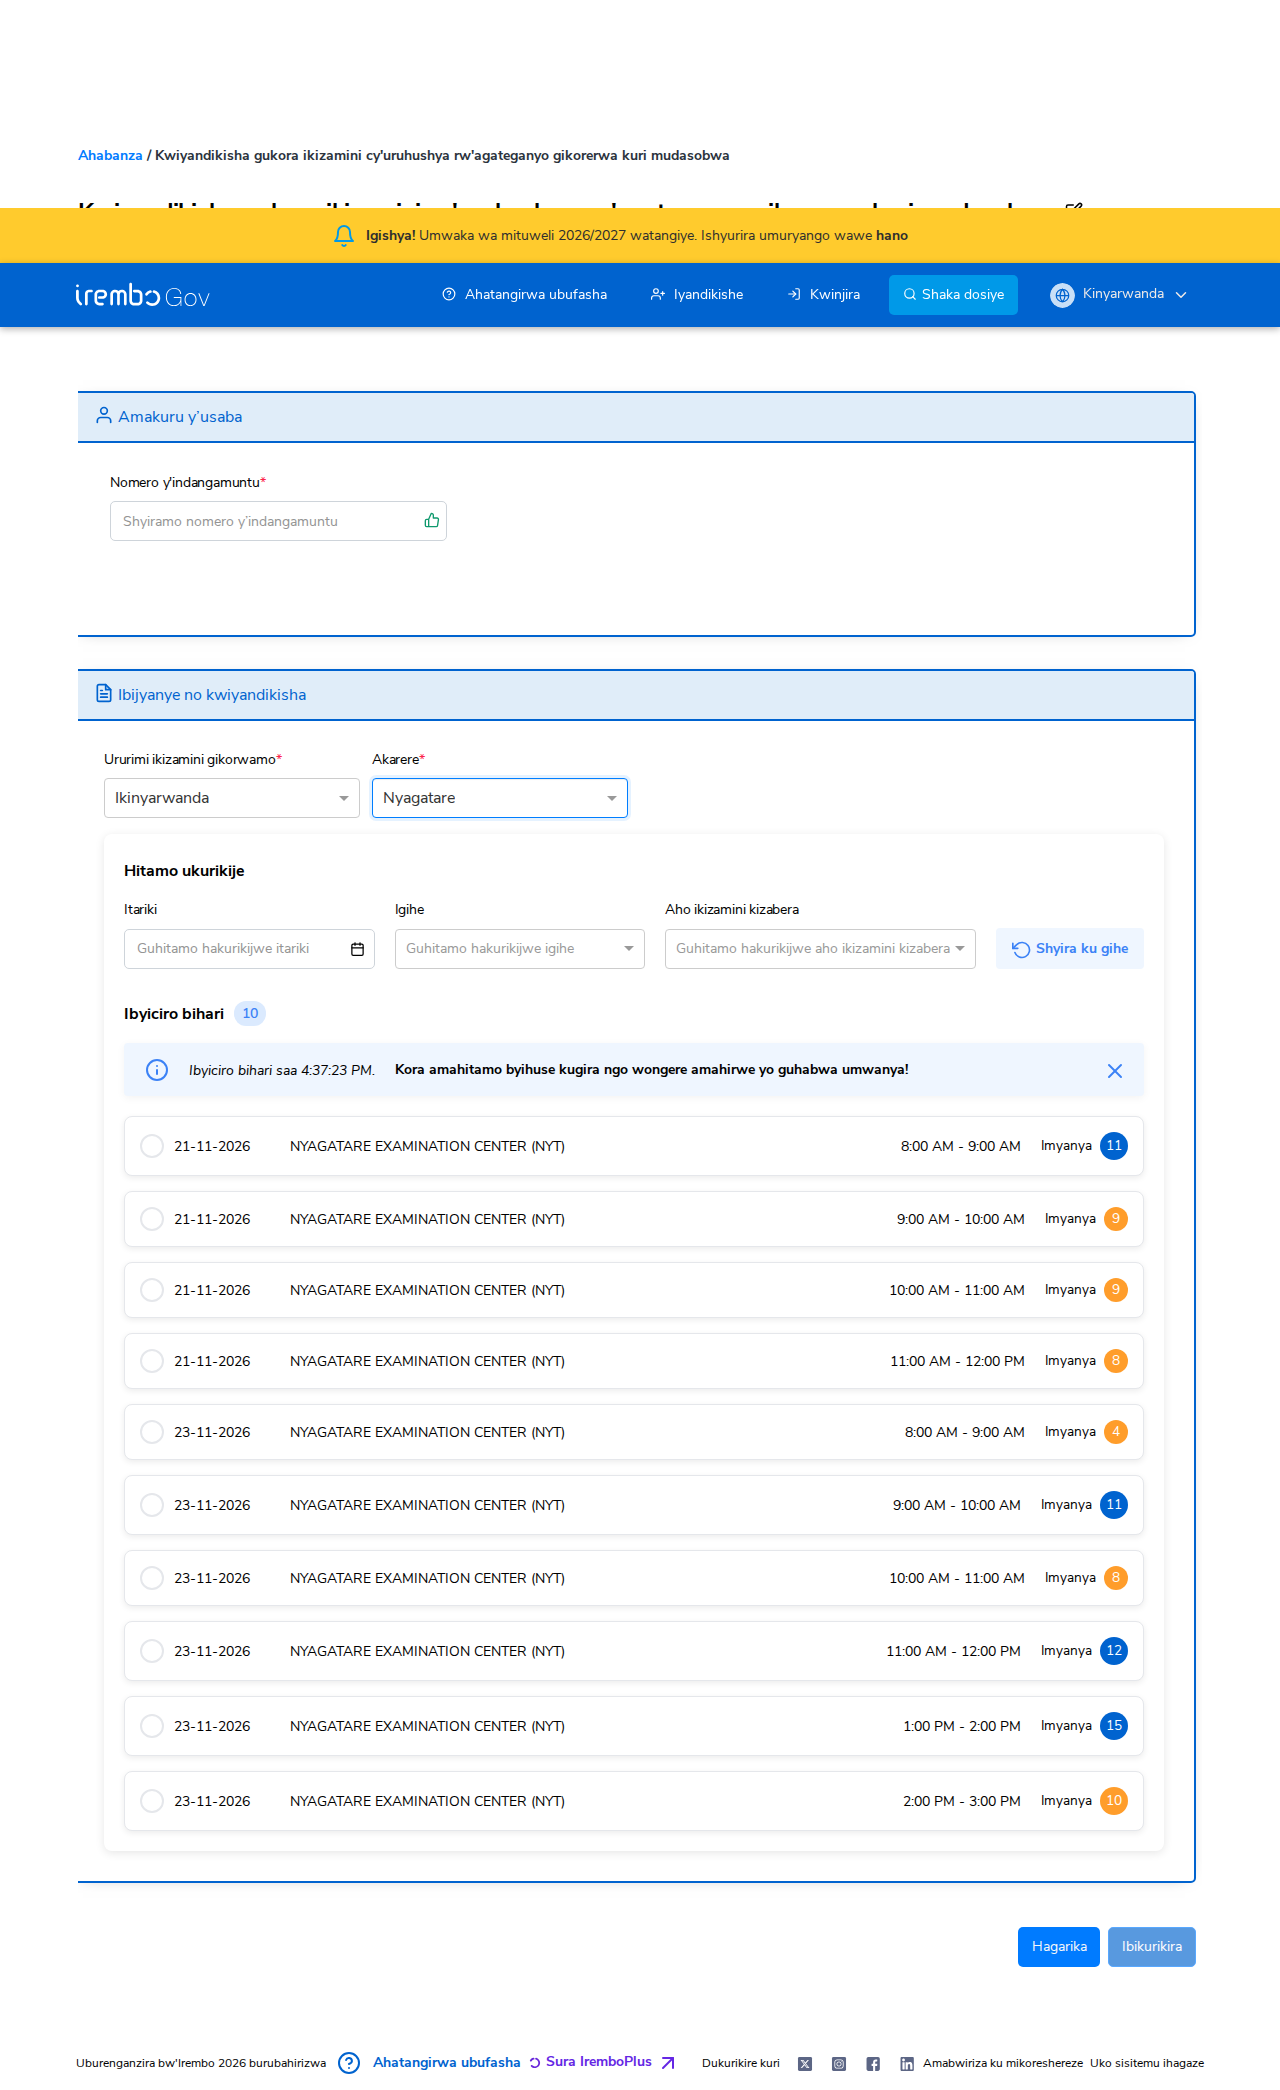 Ahabanza / Kwiyandikisha gukora ikizamini cy'uruhushya rw'agateganyo gikorerwa kuri mudasobwa
Igishya! Umwaka wa mituweli 2026/2027 watangiye. Ishyurira umuryango wawe hano
irembo Gov
Ahatangirwa ubufasha
Iyandikishe
Kwinjira
Shaka dosiye
Kinyarwanda
Amakuru y'usaba
Nomero y'indangamuntu*
Shyiramo nomero y'indangamuntu
Ibijyanye no kwiyandikisha
Ururimi ikizamini gikorwamo* Akarere*
Ikinyarwanda Nyagatare
Hitamo ukurikije
Itariki Igihe Aho ikizamini kizabera
Guhitamo hakurikijwe itariki Guhitamo hakurikijwe igihe Guhitamo hakurikijwe aho ikizamini kizabera Shyira ku gihe
Ibyiciro bihari 10
Ibyiciro bihari saa 4:37:23 PM. Kora amahitamo byihuse kugira ngo wongere amahirwe yo guhabwa umwanya!
21-11-2026 NYAGATARE EXAMINATION CENTER (NYT) 8:00 AM - 9:00 AM Imyanya 11
21-11-2026 NYAGATARE EXAMINATION CENTER (NYT) 9:00 AM - 10:00 AM Imyanya 9
21-11-2026 NYAGATARE EXAMINATION CENTER (NYT) 10:00 AM - 11:00 AM Imyanya 9
21-11-2026 NYAGATARE EXAMINATION CENTER (NYT) 11:00 AM - 12:00 PM Imyanya 8
23-11-2026 NYAGATARE EXAMINATION CENTER (NYT) 8:00 AM - 9:00 AM Imyanya 4
23-11-2026 NYAGATARE EXAMINATION CENTER (NYT) 9:00 AM - 10:00 AM Imyanya 11
23-11-2026 NYAGATARE EXAMINATION CENTER (NYT) 10:00 AM - 11:00 AM Imyanya 8
23-11-2026 NYAGATARE EXAMINATION CENTER (NYT) 11:00 AM - 12:00 PM Imyanya 12
23-11-2026 NYAGATARE EXAMINATION CENTER (NYT) 1:00 PM - 2:00 PM Imyanya 15
23-11-2026 NYAGATARE EXAMINATION CENTER (NYT) 2:00 PM - 3:00 PM Imyanya 10
Hagarika Ibikurikira
Uburenganzira bw'Irembo 2026 burubahirizwa Ahatangirwa ubufasha Sura IremboPlus Dukurikire kuri Amabwiriza ku mikoreshereze Uko sisitemu ihagaze